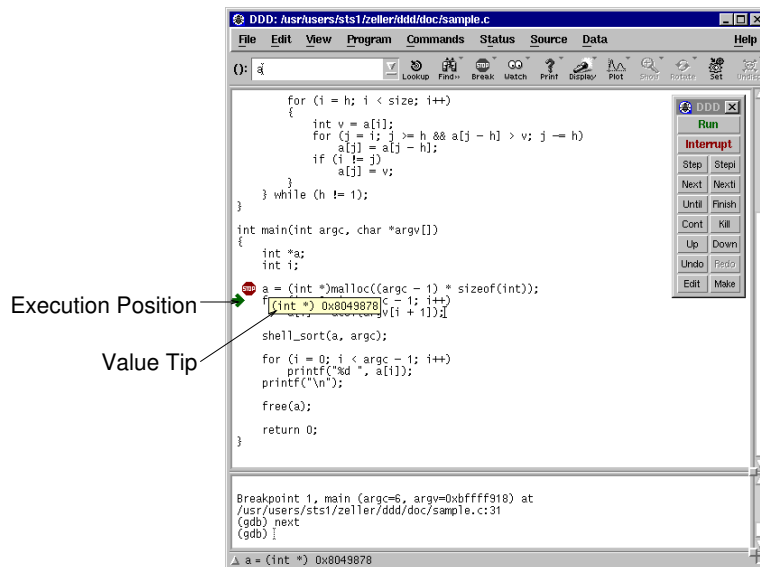 DDD: /usr/users/sts1/zeller/ddd/doc/sample.c
File Edit View Program Commands Status Source Data Help
(): a
Lookup Find» Break Watch Print Display Plot Show Rotate Set Undisp
for (i = h; i < size; i++)
{
int v = a[i];
for (j = i; j >= h && a[j - h] > v; j -= h)
a[j] = a[j - h];
if (i != j)
a[j] = v;
}
} while (h != 1);
}
int main(int argc, char *argv[])
{
int *a;
int i;
STOP a = (int *)malloc((argc - 1) * sizeof(int));
Execution Position
f c - 1; i++)
(int *) 0x8049878
v[i + 1]);
Value Tip
shell_sort(a, argc);
for (i = 0; i < argc - 1; i++)
printf("%d ", a[i]);
printf("\n");
free(a);
return 0;
}
DDD
Run
Interrupt
Step Stepi
Next Nexti
Until Finish
Cont Kill
Up Down
Undo Redo
Edit Make
Breakpoint 1, main (argc=6, argv=0xbffff918) at
/usr/users/sts1/zeller/ddd/doc/sample.c:31
(gdb) next
(gdb)
a = (int *) 0x8049878